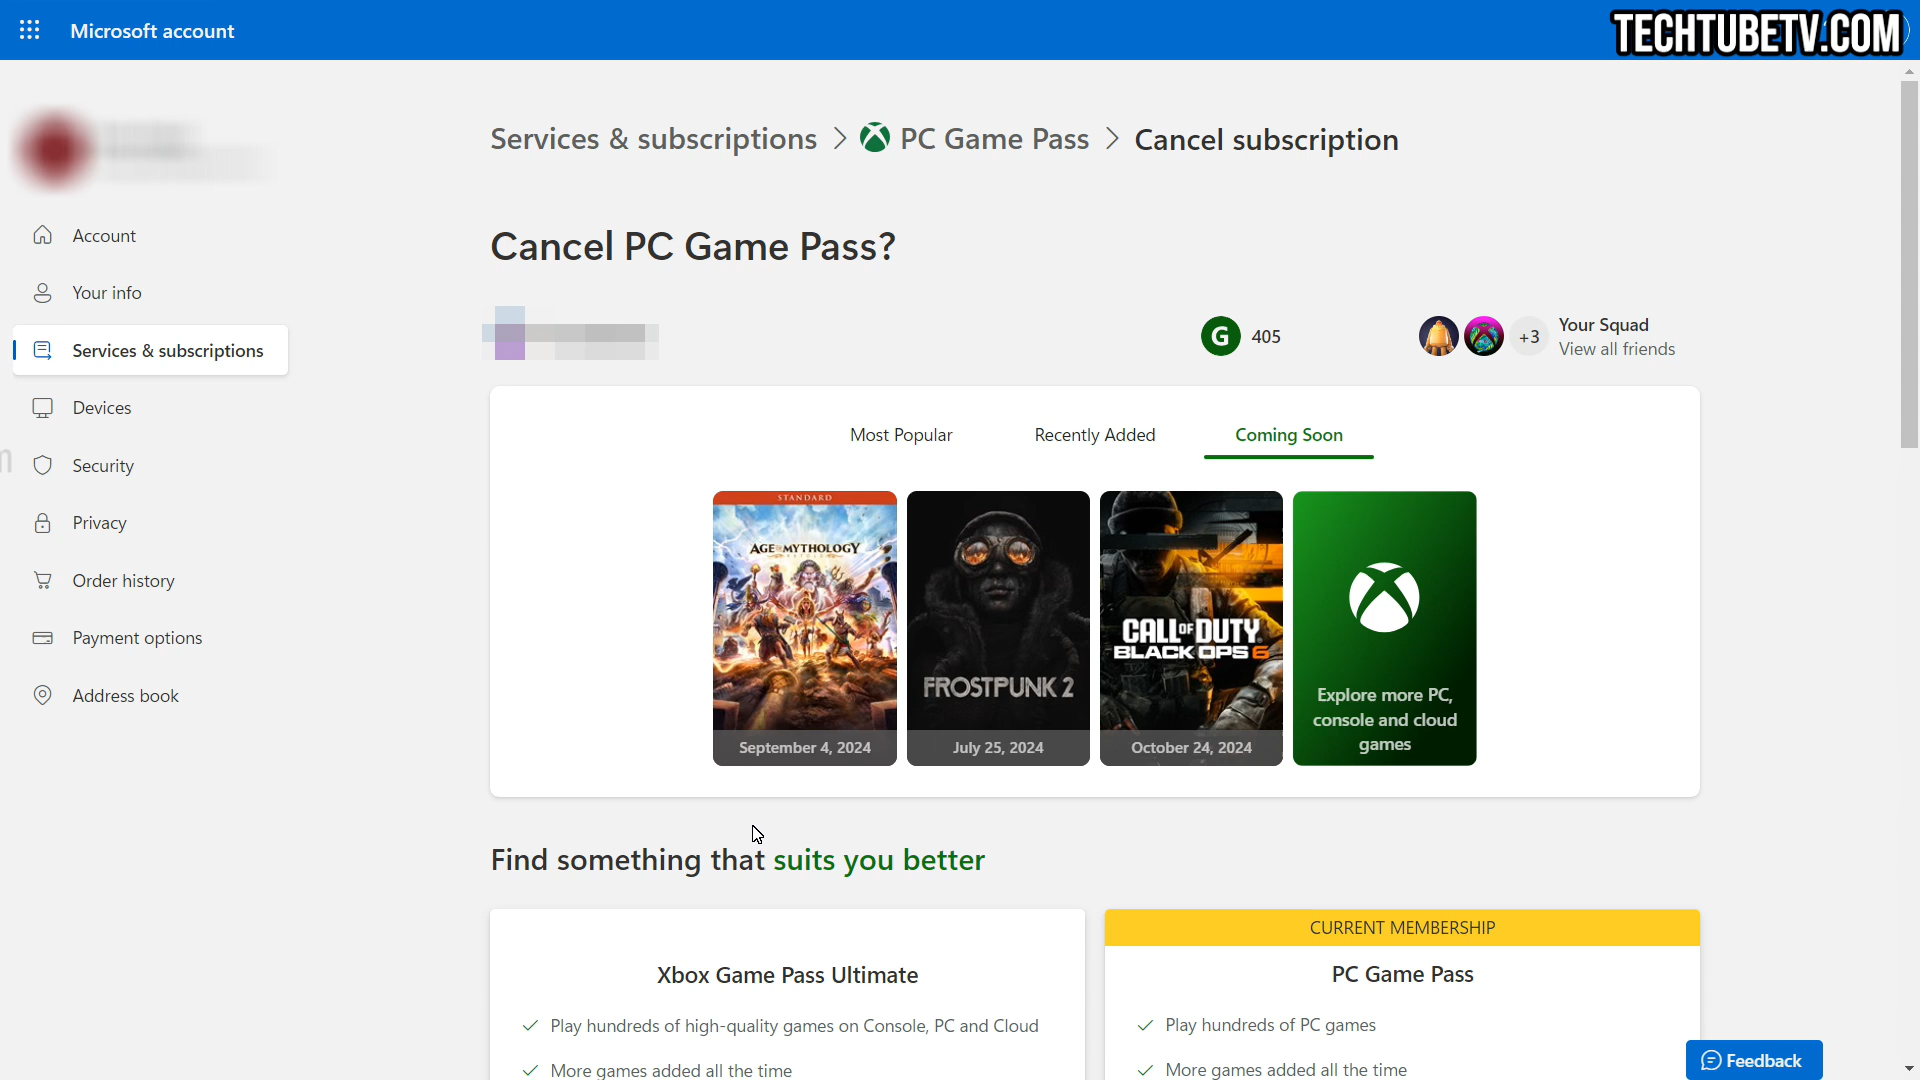 Microsoft account
TECHTUBETV.COM
Services & subscriptions > PC Game Pass > Cancel subscription
Account
Your info
Services & subscriptions
Devices
Security
Privacy
Order history
Payment options
Address book
Cancel PC Game Pass?
G 405
+3
Your Squad
View all friends
Most Popular
Recently Added
Coming Soon
STANDARD
AGE OF MYTHOLOGY
RETOLD
September 4, 2024
FROSTPUNK 2
July 25, 2024
CALL OF DUTY
BLACK OPS 6
October 24, 2024
Explore more PC,
console and cloud
games
Find something that suits you better
Xbox Game Pass Ultimate
Play hundreds of high-quality games on Console, PC and Cloud
More games added all the time
CURRENT MEMBERSHIP
PC Game Pass
Play hundreds of PC games
More games added all the time
Feedback